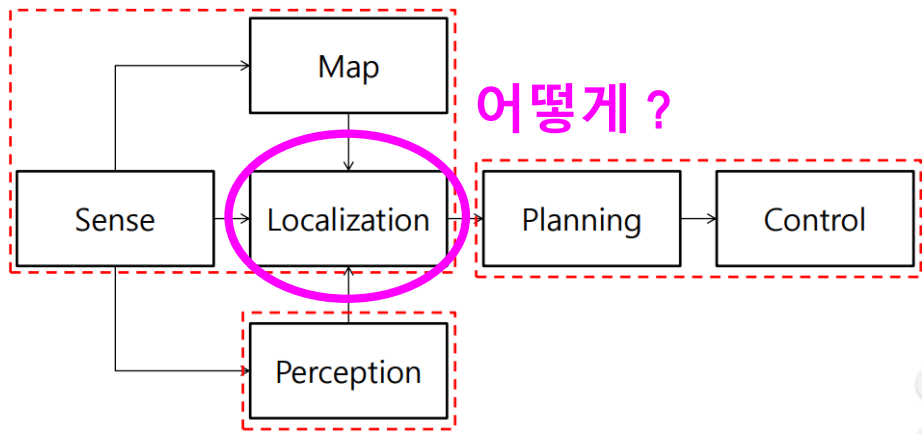 Map
어떻게 ?
Sense
Localization
Planning
Control
Perception